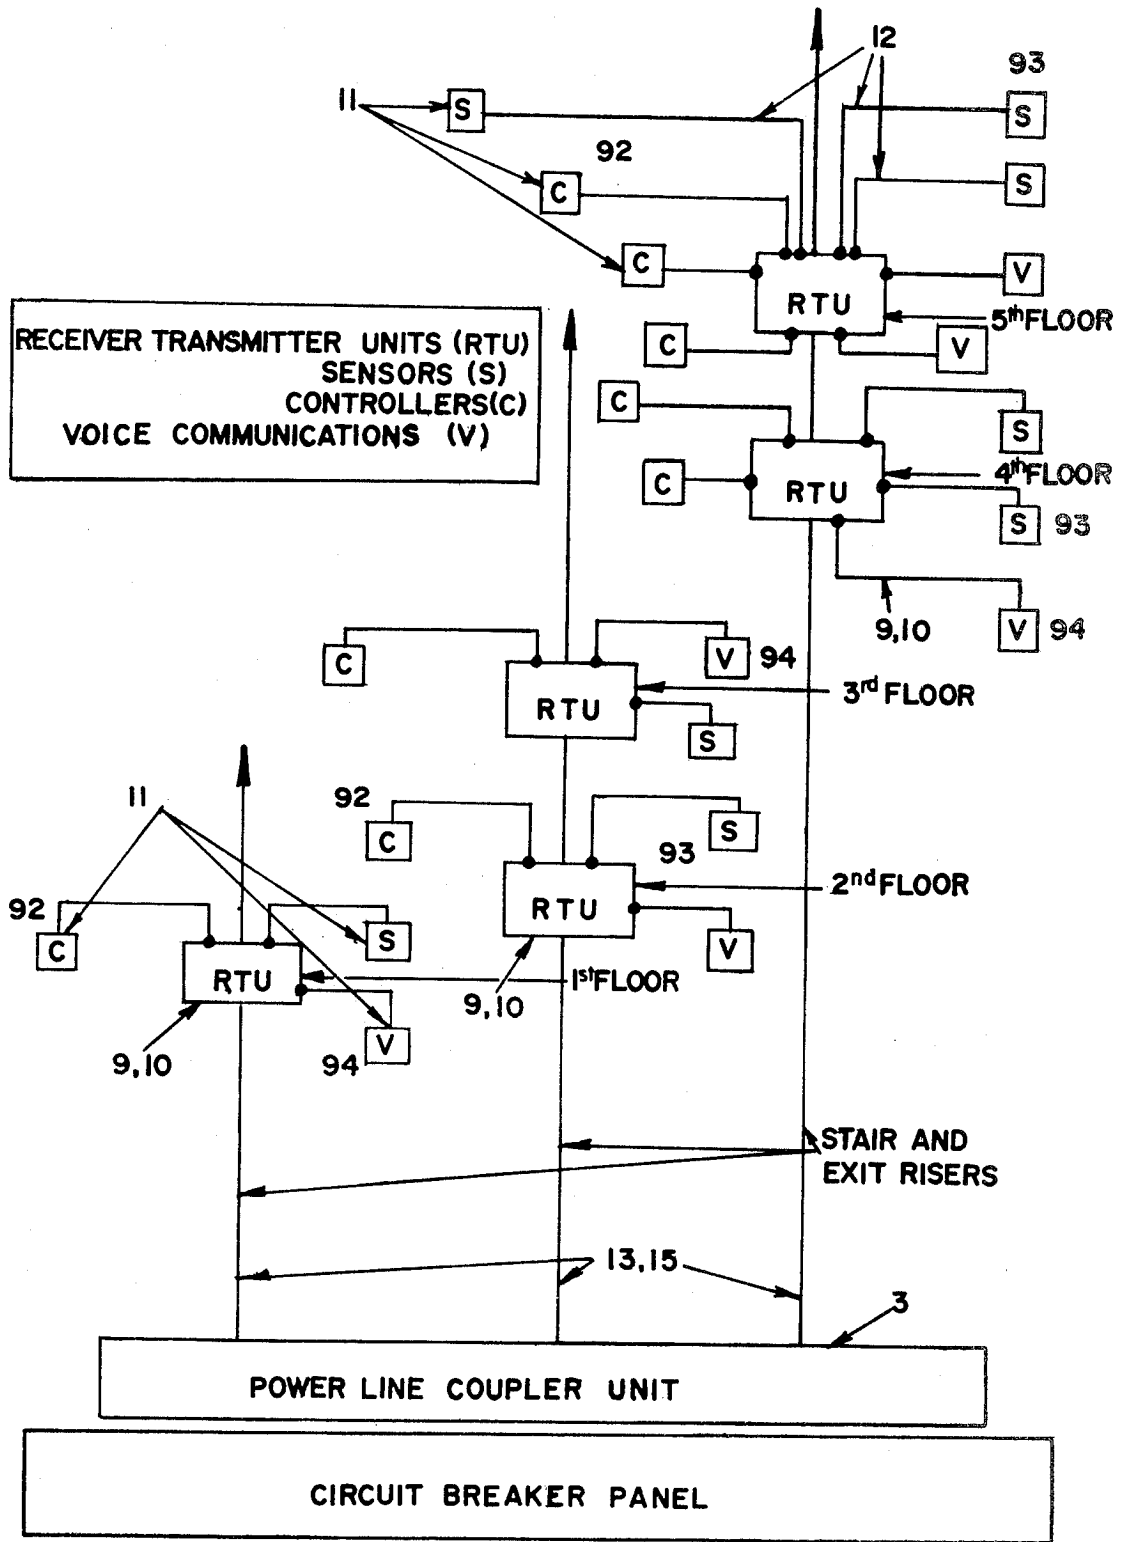 12
93
11
S
S
92
C
S
C
V
RTU
5th FLOOR
RECEIVER TRANSMITTER UNITS (RTU)
SENSORS (S)
CONTROLLERS(C)
VOICE COMMUNICATIONS (V)
C
V
C
S
RTU
4th FLOOR
C
S 93
9,10
V 94
C
V 94
RTU
3rd FLOOR
S
11
92
C
S
93
RTU
2nd FLOOR
92
C
S
V
RTU
1st FLOOR
9,10
9,10
94
V
STAIR AND
EXIT RISERS
13,15
3
POWER LINE COUPLER UNIT
CIRCUIT BREAKER PANEL